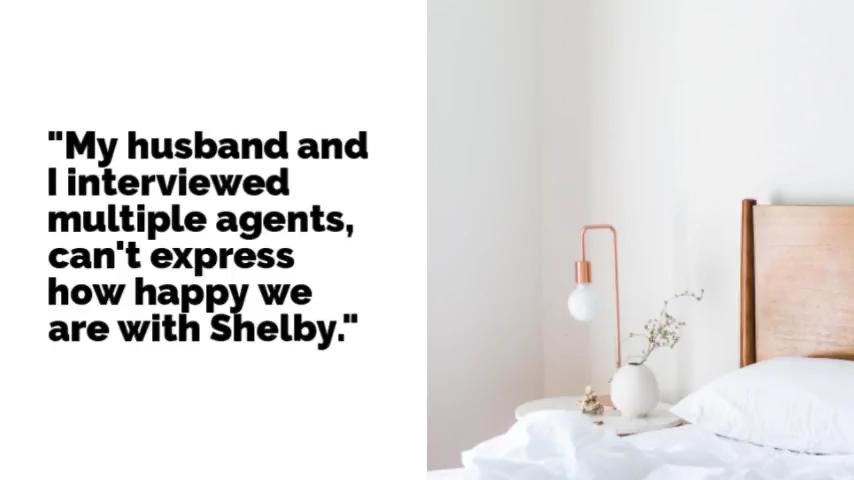 "My husband and
I interviewed
multiple agents,
can't express
how happy we
are with Shelby."